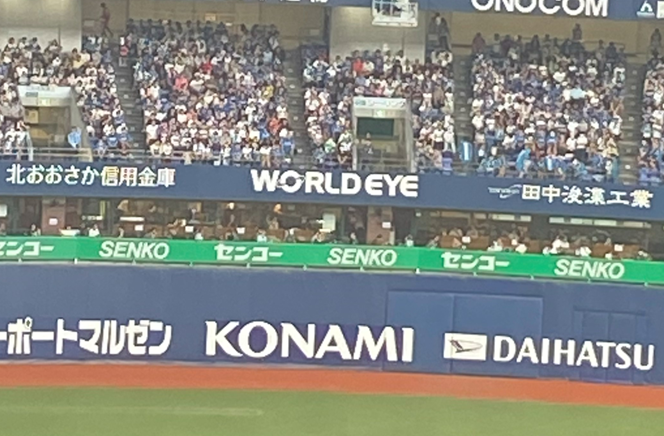 ONOCOM
北おおさか信用金庫 WORLD EYE 田中浚渫工業
センコー SENKO センコー SENKO センコー SENKO
ーポートマルゼン KONAMI DAIHATSU